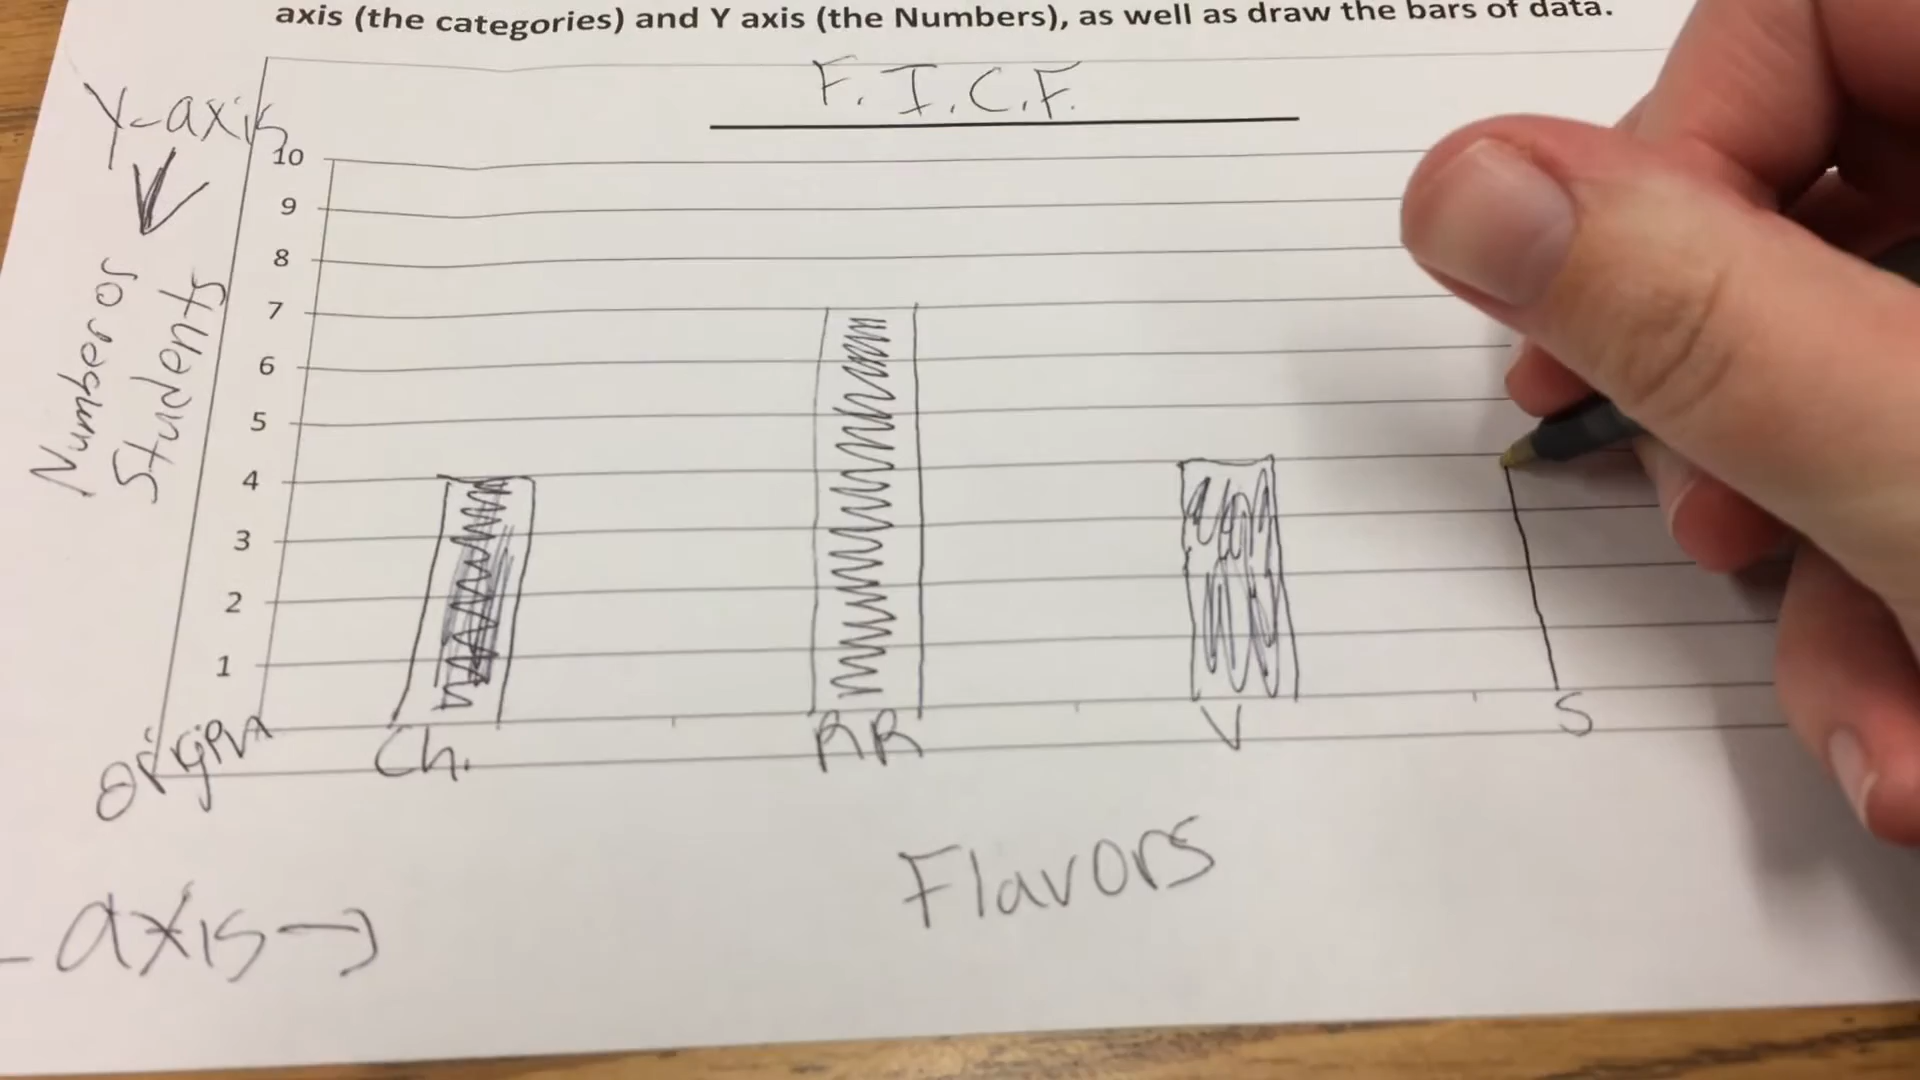 axis (the categories) and Y axis (the Numbers), as well as draw the bars of data.
F. I. C. F.
Y-axis
Number of
Students
10
9
8
7
6
5
4
3
2
1
origin
Ch.
RR
V
S
Flavors
- axis →